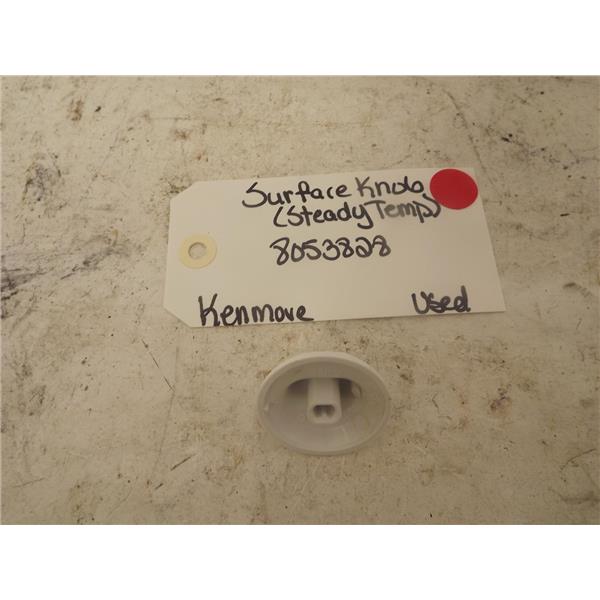 Surface Knob
(Steady Temp)
8053828
Kenmore Used